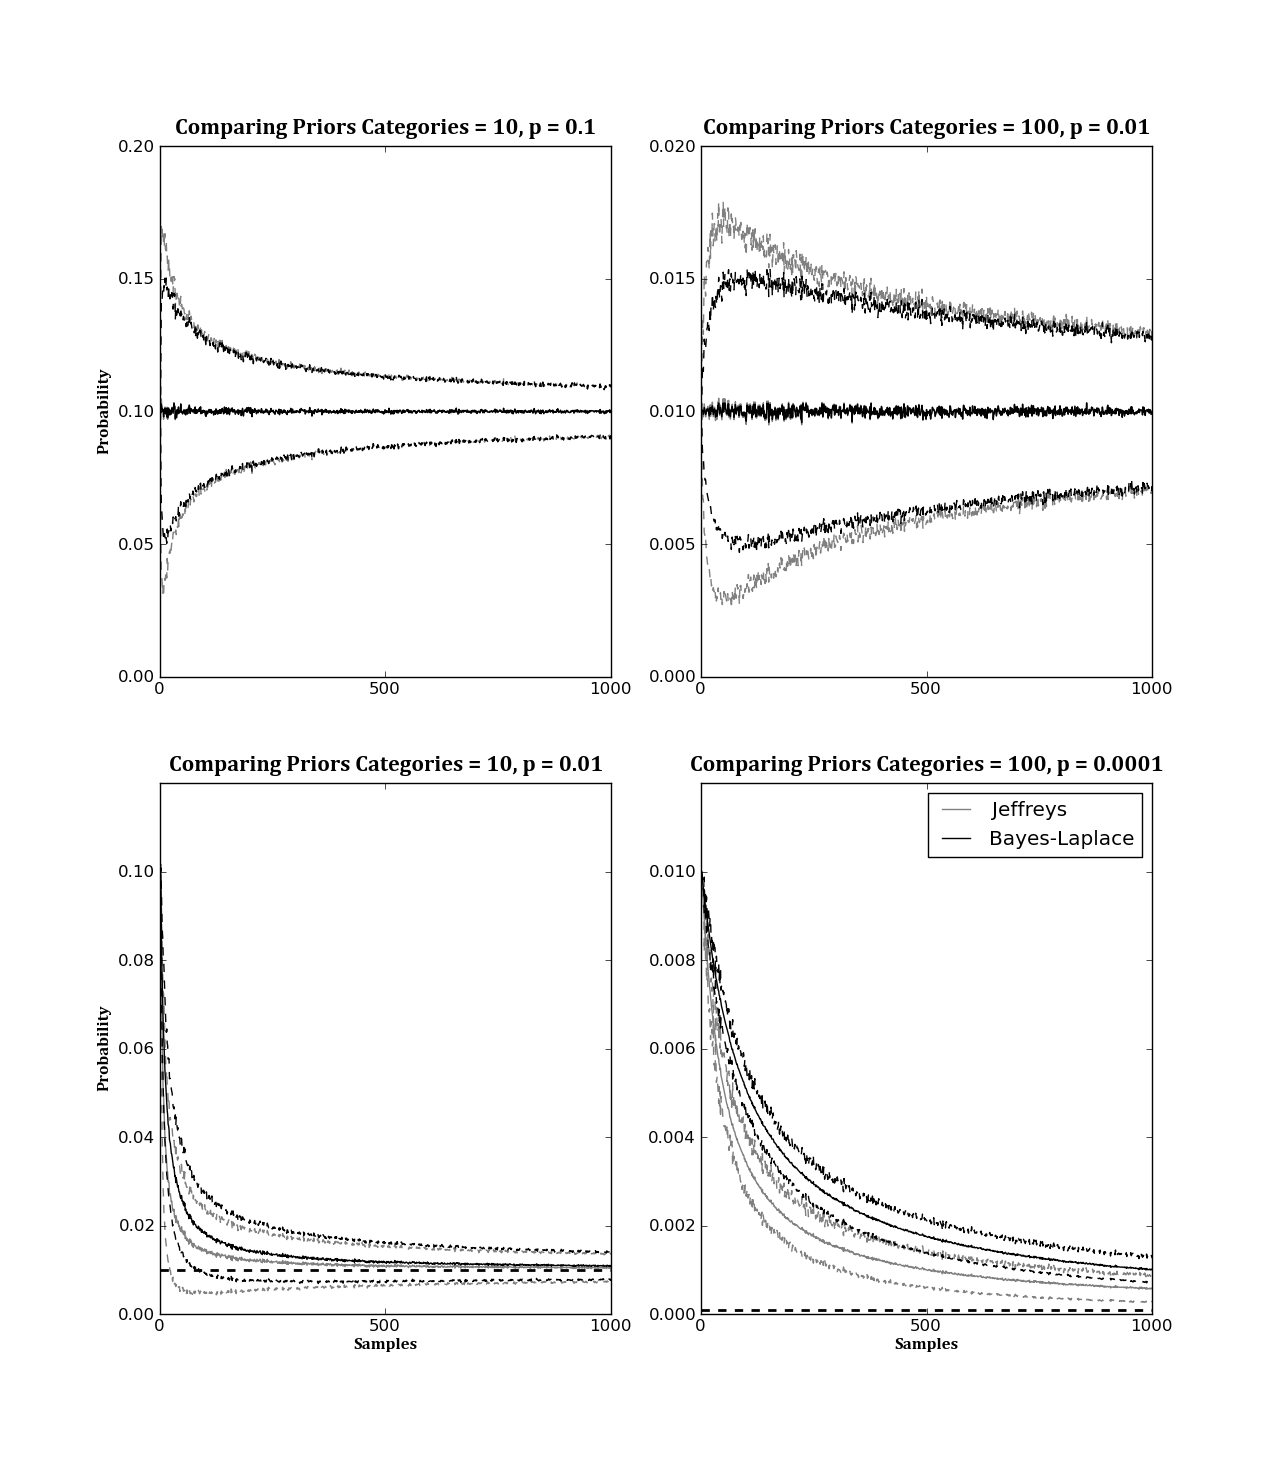 Comparing Priors Categories = 10, p = 0.1
Probability
0.20
0.15
0.10
0.05
0.00
0 500 1000
Comparing Priors Categories = 100, p = 0.01
0.020
0.015
0.010
0.005
0.000
0 500 1000
Comparing Priors Categories = 10, p = 0.01
Probability
0.10
0.08
0.06
0.04
0.02
0.00
0 500 1000
Samples
Comparing Priors Categories = 100, p = 0.0001
Jeffreys
Bayes-Laplace
0.010
0.008
0.006
0.004
0.002
0.000
0 500 1000
Samples